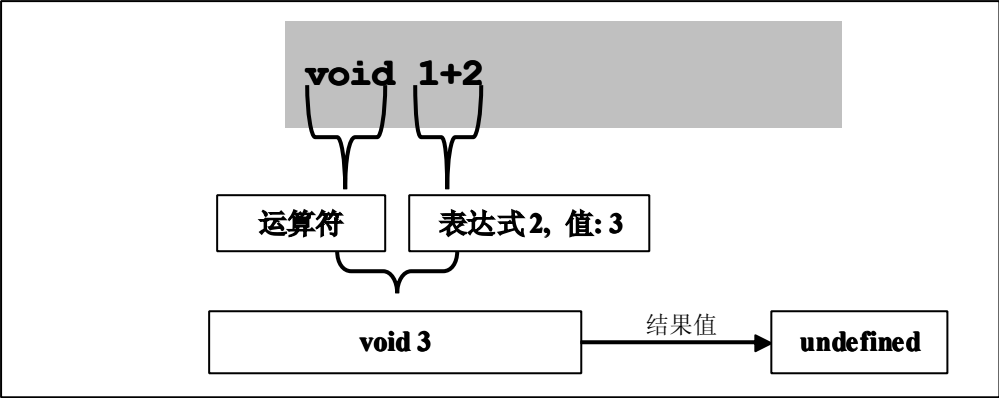 void 1+2
运算符
表达式2, 值: 3
void 3
结果值
undefined